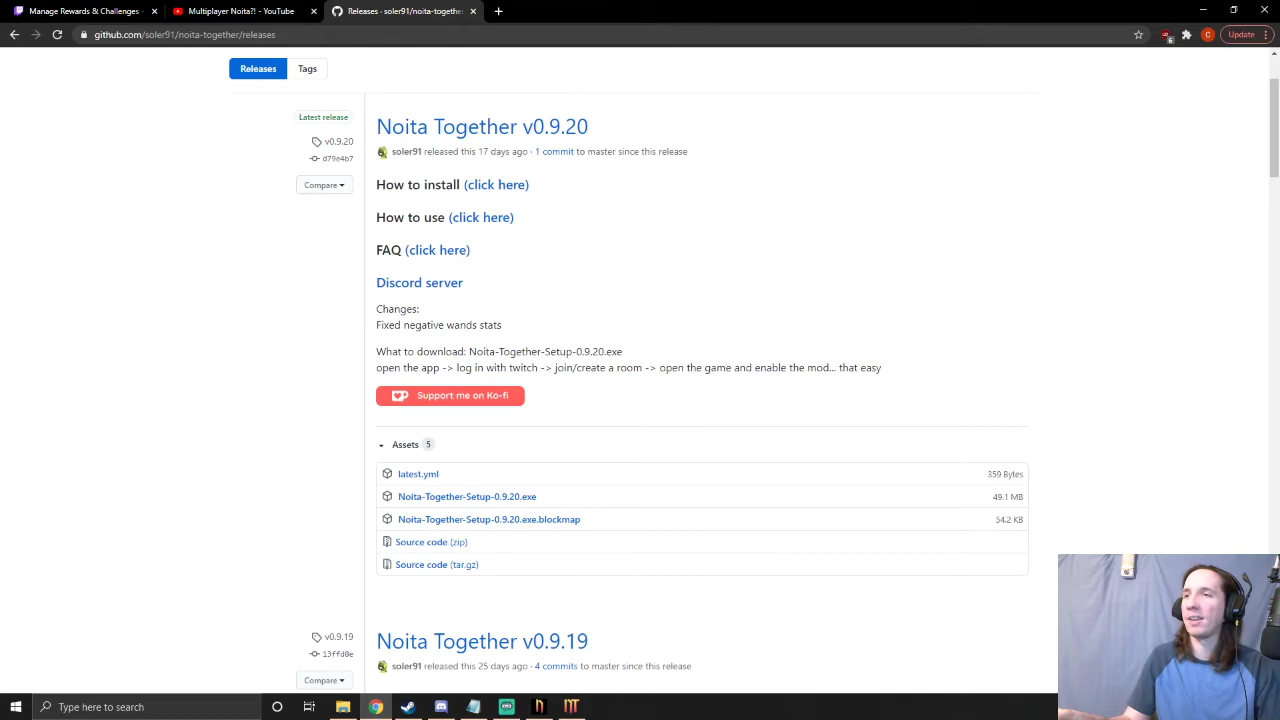 Manage Rewards & Challenges -
Multiplayer Noita?! - YouTube
Releases · soler91/noita-togethe
github.com/soler91/noita-together/releases
6
C
Update
Releases
Tags
Latest release
v0.9.20
d79e4b7
Compare
Noita Together v0.9.20
soler91 released this 17 days ago · 1 commit to master since this release
How to install (click here)
How to use (click here)
FAQ (click here)
Discord server
Changes:
Fixed negative wands stats
What to download: Noita-Together-Setup-0.9.20.exe
open the app -> log in with twitch -> join/create a room -> open the game and enable the mod... that easy
Support me on Ko-fi
Assets 5
latest.yml 359 Bytes
Noita-Together-Setup-0.9.20.exe 49.1 MB
Noita-Together-Setup-0.9.20.exe.blockmap 54.2 KB
Source code (zip)
Source code (tar.gz)
v0.9.19
13ffd0e
Compare
Noita Together v0.9.19
soler91 released this 25 days ago · 4 commits to master since this release
Type here to search